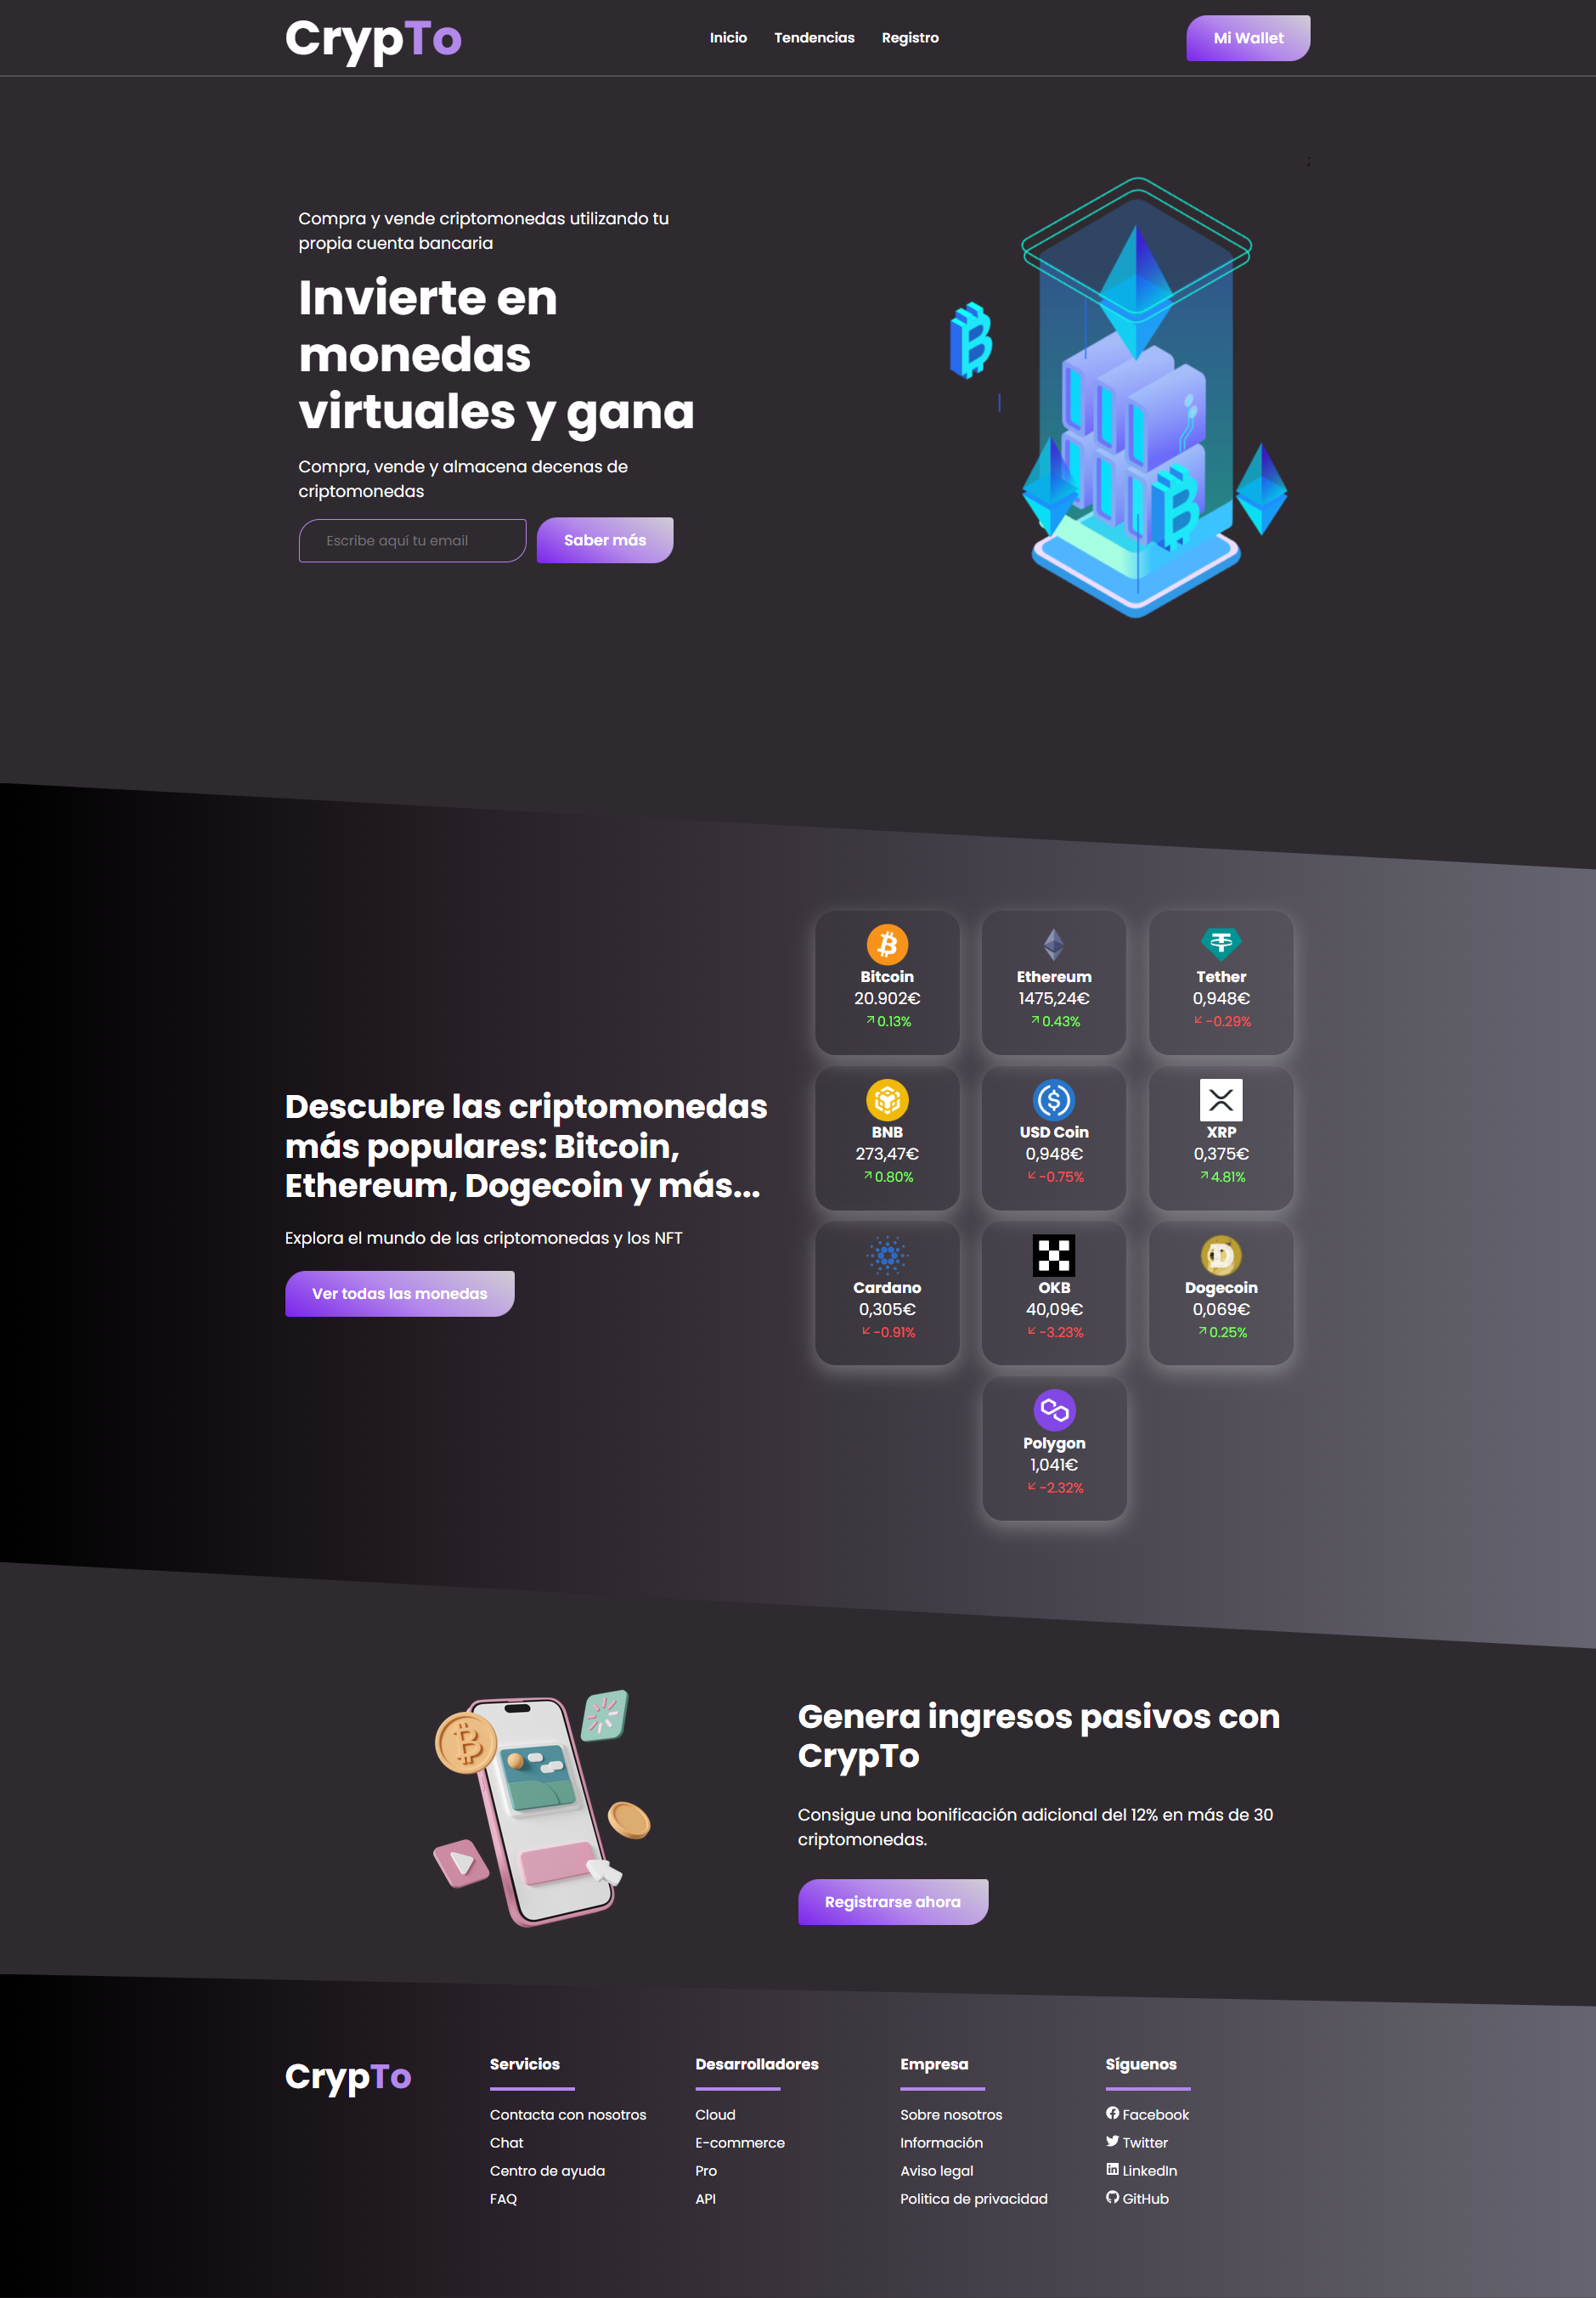 CrypTo
Inicio
Tendencias
Registro
Mi Wallet
;
Compra y vende criptomonedas utilizando tu
propia cuenta bancaria
Invierte en
monedas
virtuales y gana
Compra, vende y almacena decenas de
criptomonedas
Escribe aquí tu email
Saber más
Descubre las criptomonedas
más populares: Bitcoin,
Ethereum, Dogecoin y más...
Explora el mundo de las criptomonedas y los NFT
Ver todas las monedas
Bitcoin
20.902€
0.13%
Ethereum
1475,24€
0.43%
Tether
0,948€
-0.29%
BNB
273,47€
0.80%
USD Coin
0,948€
-0.75%
XRP
0,375€
4.81%
Cardano
0,305€
-0.91%
OKB
40,09€
-3.23%
Dogecoin
0,069€
0.25%
Polygon
1,041€
-2.32%
Genera ingresos pasivos con
CrypTo
Consigue una bonificación adicional del 12% en más de 30
criptomonedas.
Registrarse ahora
CrypTo
Servicios
Contacta con nosotros
Chat
Centro de ayuda
FAQ
Desarrolladores
Cloud
E-commerce
Pro
API
Empresa
Sobre nosotros
Información
Aviso legal
Politica de privacidad
Síguenos
Facebook
Twitter
LinkedIn
GitHub